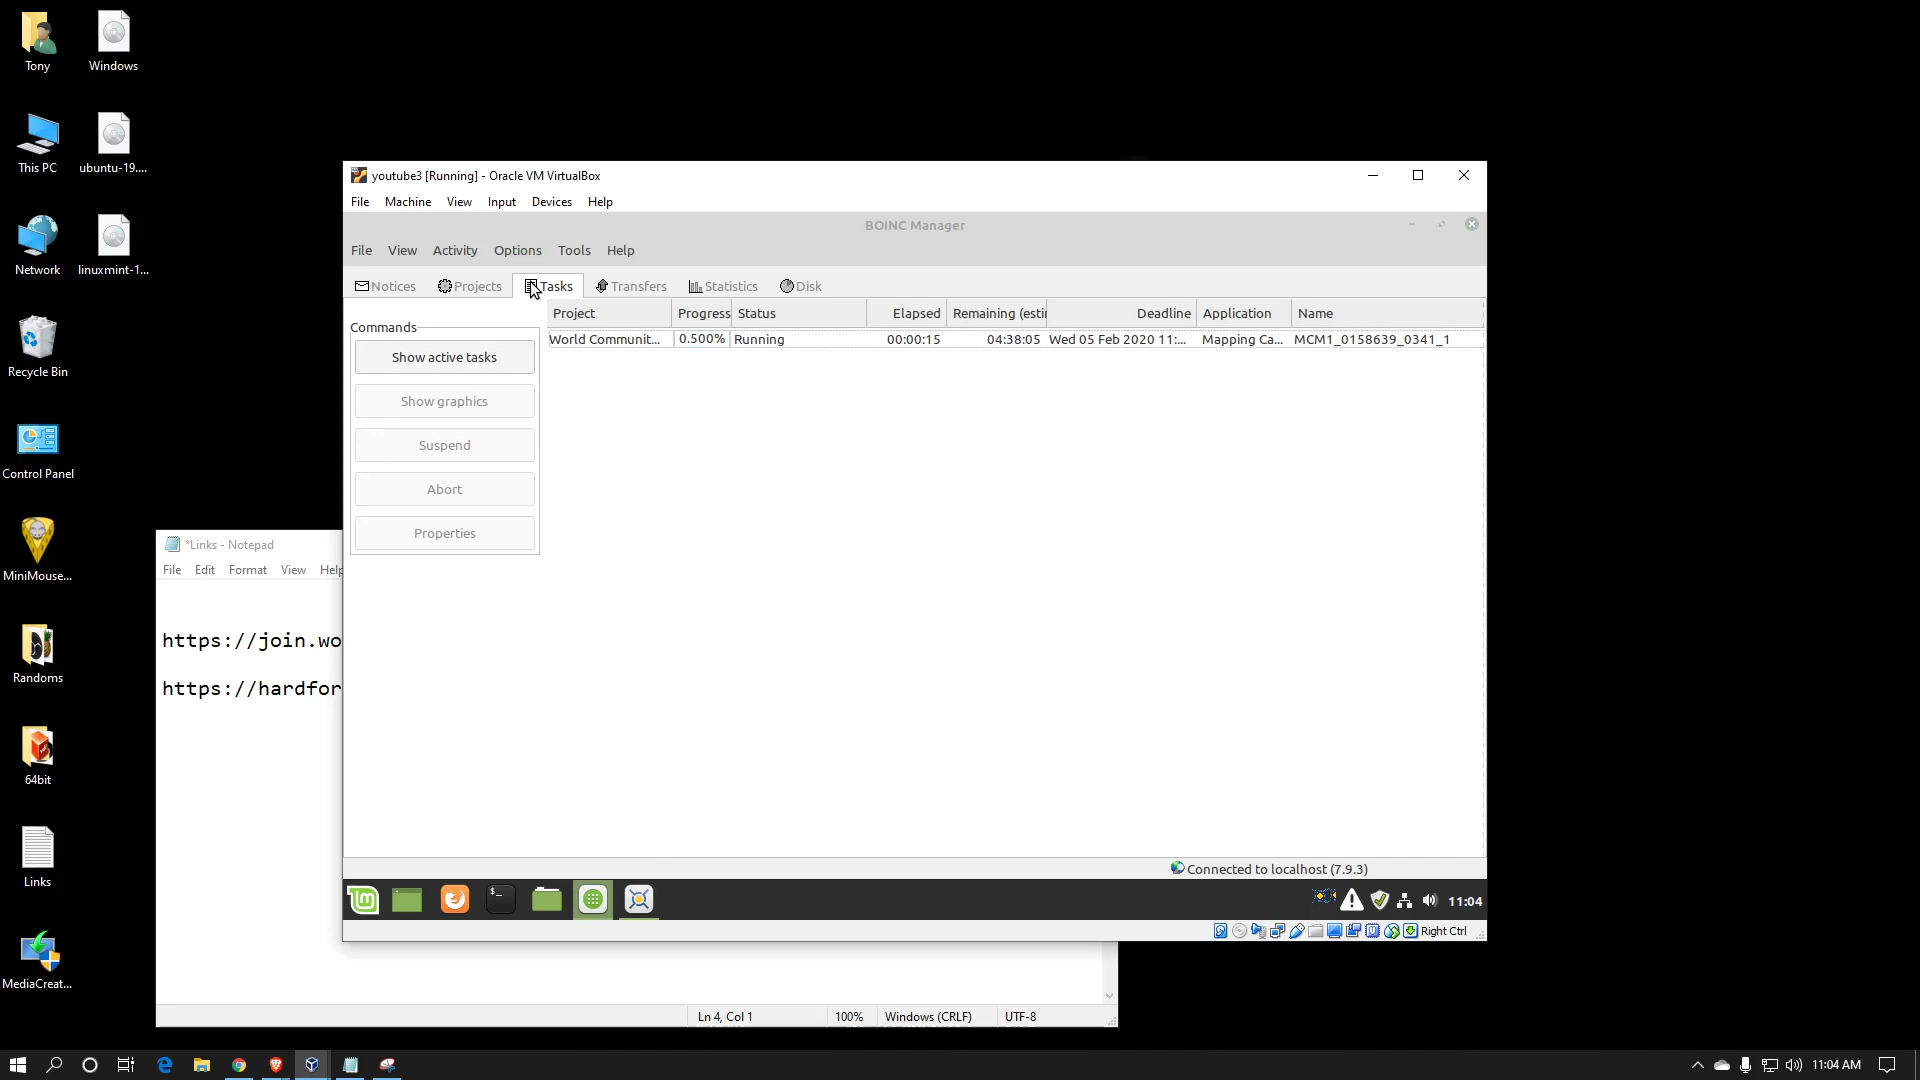 Tony
Windows
This PC
ubuntu-19....
Network
linuxmint-1...
Recycle Bin
Control Panel
MiniMouse...
Randoms
64bit
Links
MediaCreat...
*Links - Notepad
File Edit Format View Help
https://join.wo
https://hardfor
Ln 4, Col 1 100% Windows (CRLF) UTF-8
youtube3 [Running] - Oracle VM VirtualBox
File Machine View Input Devices Help
BOINC Manager
File View Activity Options Tools Help
Notices Projects Tasks Transfers Statistics Disk
Commands
Show active tasks
Show graphics
Suspend
Abort
Properties
Project Progress Status Elapsed Remaining (esti Deadline Application Name
World Communit... 0.500% Running 00:00:15 04:38:05 Wed 05 Feb 2020 11:... Mapping Ca... MCM1_0158639_0341_1
Connected to localhost (7.9.3)
11:04
Right Ctrl
11:04 AM